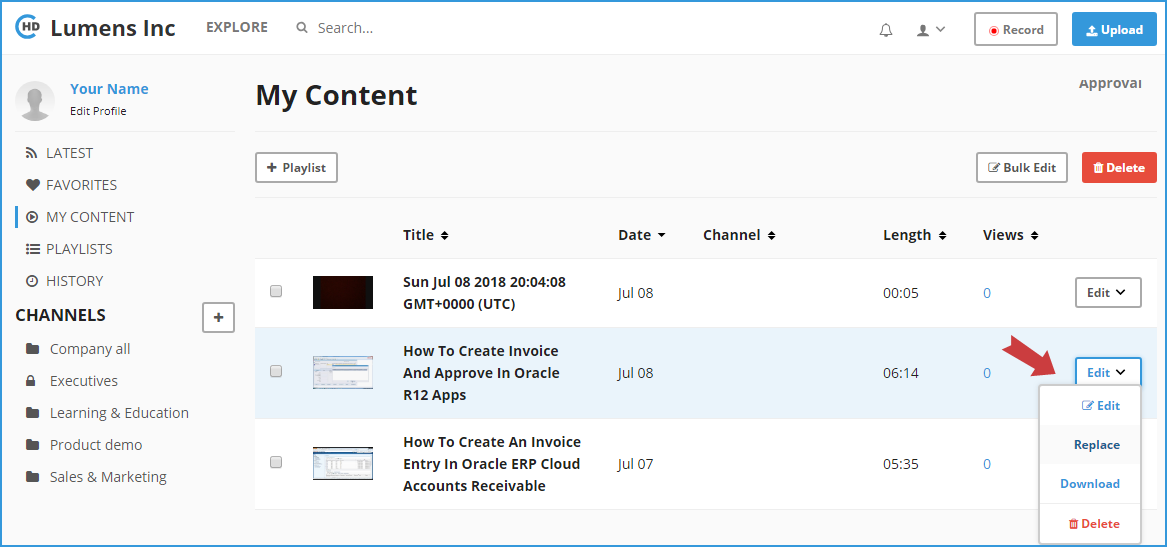 HD Lumens Inc EXPLORE Search... Record Upload
Your Name
Edit Profile
LATEST
FAVORITES
MY CONTENT
PLAYLISTS
HISTORY
CHANNELS +
Company all
Executives
Learning & Education
Product demo
Sales & Marketing
My Content Approval
+ Playlist Bulk Edit Delete
Title Date Channel Length Views
Sun Jul 08 2018 20:04:08
GMT+0000 (UTC)
Jul 08 00:05 0 Edit
How To Create Invoice
And Approve In Oracle
R12 Apps
Jul 08 06:14 0 Edit
How To Create An Invoice
Entry In Oracle ERP Cloud
Accounts Receivable
Jul 07 05:35 0
Edit
Replace
Download
Delete